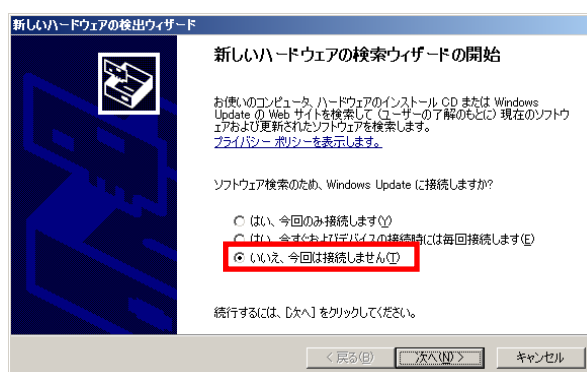 新しいハードウェアの検出ウィザード
新しいハードウェアの検索ウィザードの開始
お使いのコンピュータ、ハードウェアのインストール CD または Windows
Update の Web サイトを検索して (ユーザーの了解のもとに) 現在のソフトウ
ェアおよび更新されたソフトウェアを検索します。
プライバシー ポリシーを表示します。
ソフトウェア検索のため、Windows Update に接続しますか?
はい、今回のみ接続します(Y)
はい、今すぐおよびデバイスの接続時には毎回接続します(E)
いいえ、今回は接続しません(T)
続行するには、[次へ] をクリックしてください。
< 戻る(B)
次へ(N) >
キャンセル